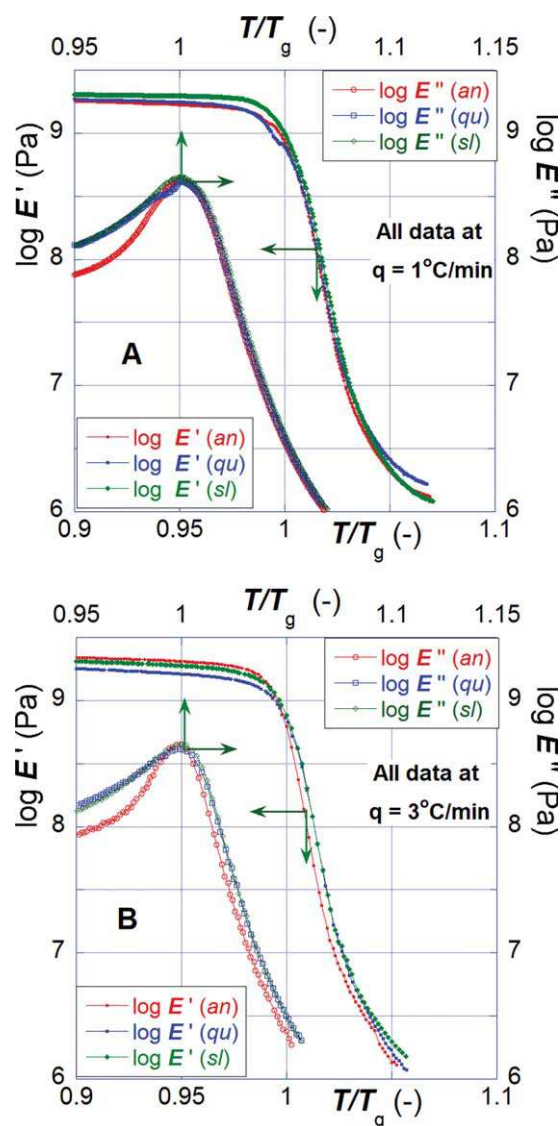 0.95 1 1.1 1.15
T/Tg (-)
log E'' (an)
log E'' (qu)
log E'' (sl)
log E' (Pa)
log E'' (Pa)
9
8
7
6
9
8
7
6
All data at
q = 1°C/min
A
log E' (an)
log E' (qu)
log E' (sl)
0.9 0.95 1 1.1
T/Tg (-)
0.95 1 1.1 1.15
T/Tg (-)
log E'' (an)
log E'' (qu)
log E'' (sl)
log E' (Pa)
log E'' (Pa)
9
8
7
6
9
8
7
6
All data at
q = 3°C/min
B
log E' (an)
log E' (qu)
log E' (sl)
0.9 0.95 1 1.1
T/Tg (-)